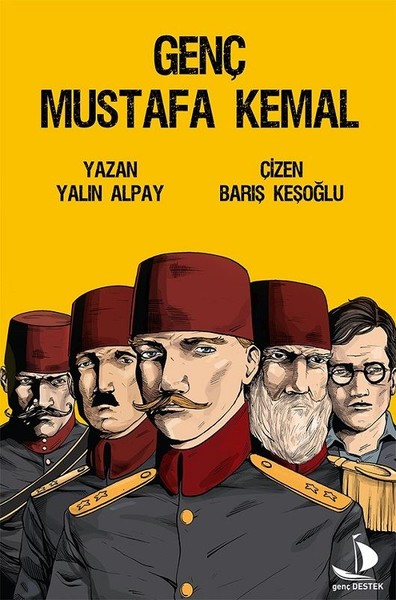 GENÇ
MUSTAFA KEMAL
YAZAN
YALIN ALPAY
ÇİZEN
BARIŞ KEŞOĞLU
genç DESTEK